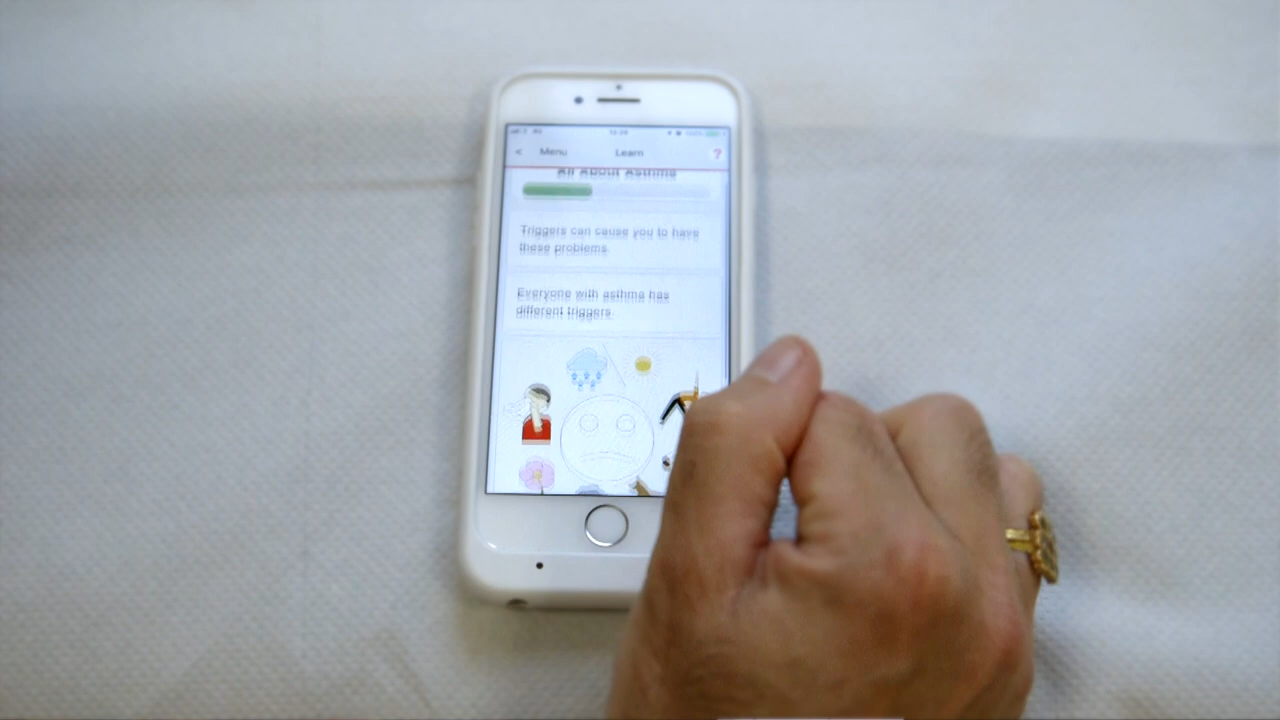 < Menu Learn ?
All About Asthma
Triggers can cause you to have
these problems.
Everyone with asthma has
different triggers.